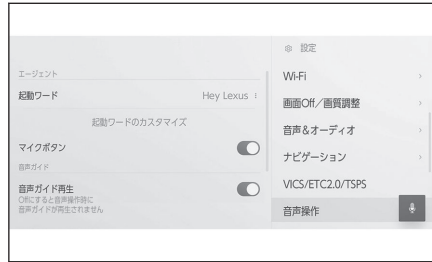 エージェント
起動ワード
Hey Lexus
起動ワードのカスタマイズ
マイクボタン
音声ガイド
音声ガイド再生
Offにすると音声操作時に
音声ガイドが再生されません
設定
Wi-Fi
画面Off／画質調整
音声＆オーディオ
ナビゲーション
VICS/ETC2.0/TSPS
音声操作